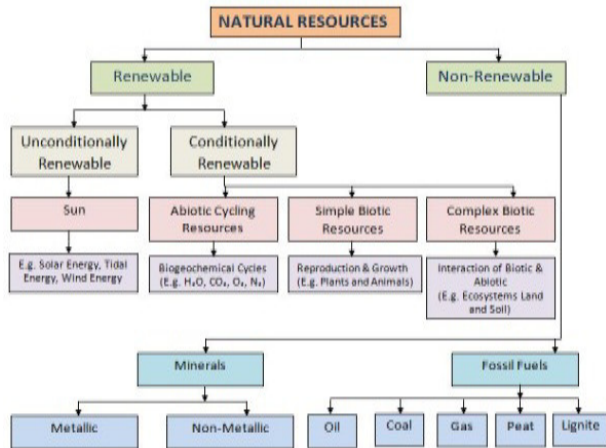 NATURAL RESOURCES
Renewable
Non-Renewable
Unconditionally
Renewable
Conditionally
Renewable
Sun
Abiotic Cycling
Resources
Simple Biotic
Resources
Complex Biotic
Resources
E.g. Solar Energy, Tidal
Energy, Wind Energy
Biogeochemical Cycles
(E.g. H₂O, CO₂, O₂, N₂)
Reproduction & Growth
(E.g. Plants and Animals)
Interaction of Biotic &
Abiotic
(E.g. Ecosystems Land
and Soil)
Minerals
Fossil Fuels
Metallic
Non-Metallic
Oil
Coal
Gas
Peat
Lignite